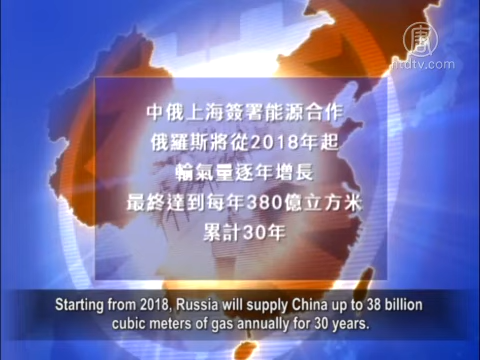 唐
ntdtv.com
中俄上海簽署能源合作
俄羅斯將從2018年起
輸氣量逐年增長
最終達到每年380億立方米
累計30年
Starting from 2018, Russia will supply China up to 38 billion
cubic meters of gas annually for 30 years.